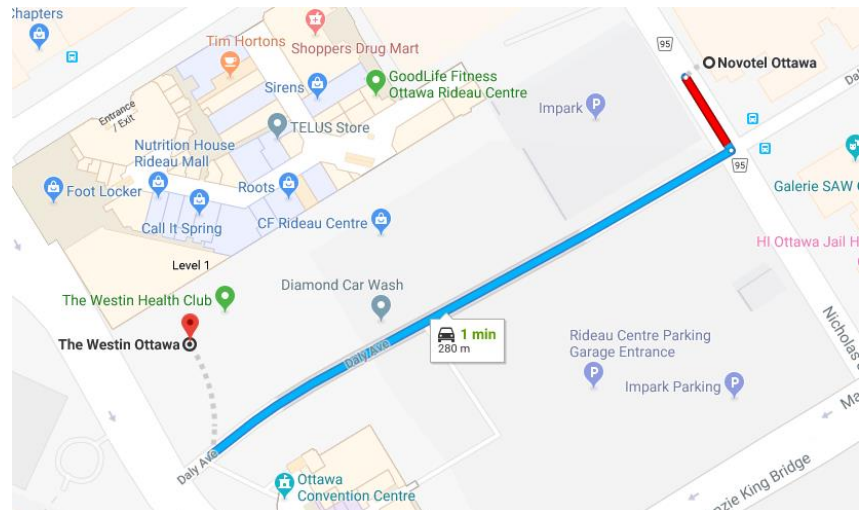 Chapters
Tim Hortons
Shoppers Drug Mart
95
Novotel Ottawa
Sirens
GoodLife Fitness
Ottawa Rideau Centre
Impark
P
Entrance
/ Exit
TELUS Store
Nutrition House
Rideau Mall
95
Foot Locker
Roots
Galerie SAW
Call It Spring
CF Rideau Centre
HI Ottawa Jail H
Level 1
The Westin Health Club
Diamond Car Wash
The Westin Ottawa
1 min
280 m
Daly Ave
Rideau Centre Parking
Garage Entrance
P
Impark Parking
P
Nicholas
Daly Ave
Ottawa
Convention Centre
zie King Bridge